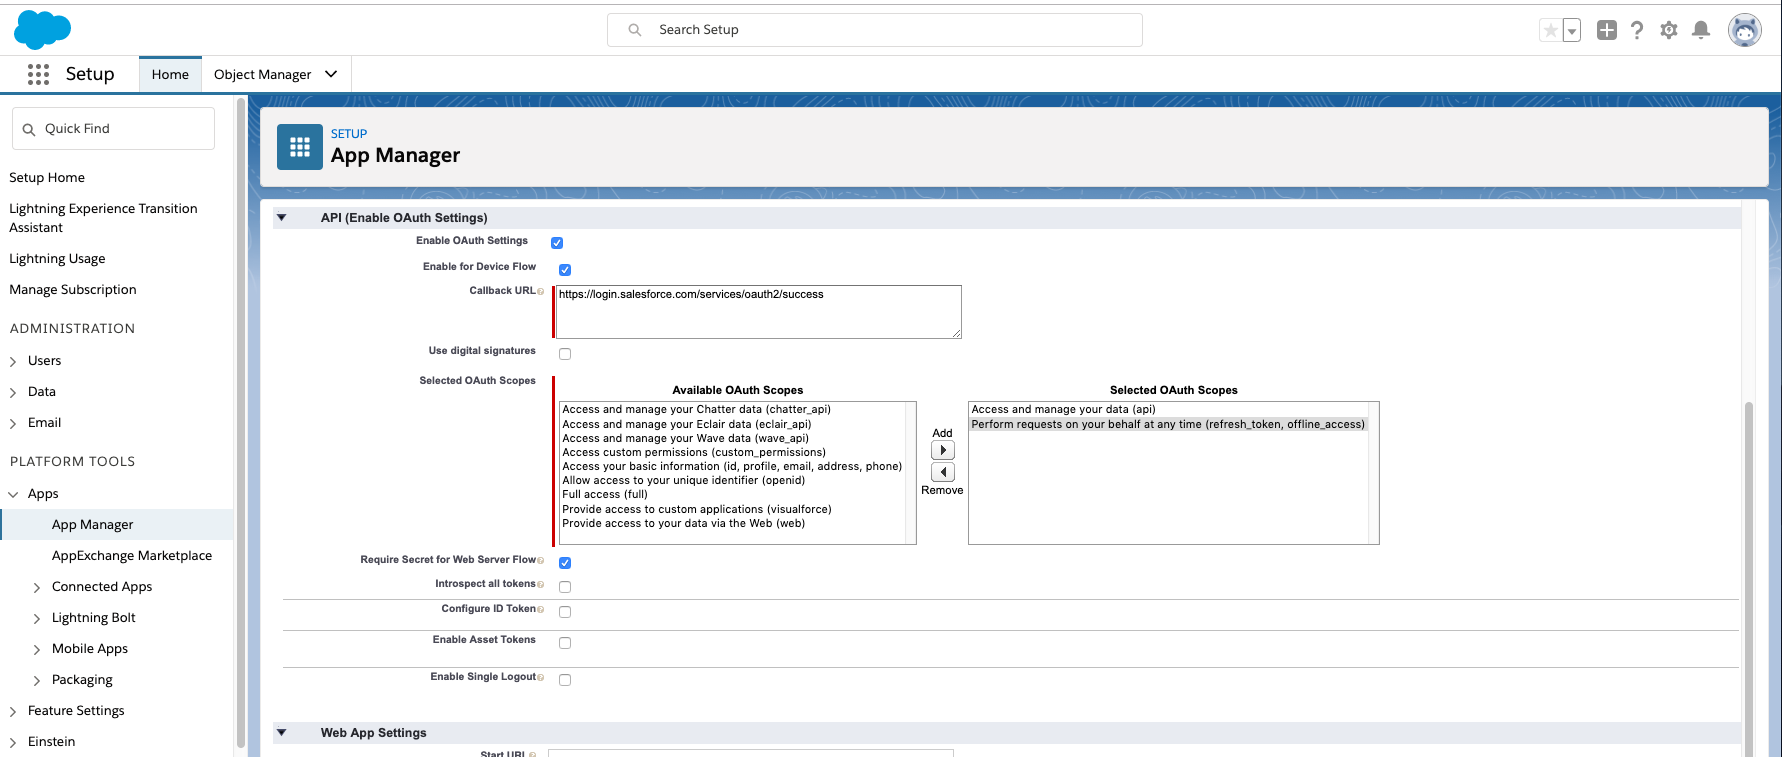 Search Setup
Setup
Home
Object Manager
Quick Find
Setup Home
Lightning Experience Transition
Assistant
Lightning Usage
Manage Subscription
ADMINISTRATION
Users
Data
Email
PLATFORM TOOLS
Apps
App Manager
AppExchange Marketplace
Connected Apps
Lightning Bolt
Mobile Apps
Packaging
Feature Settings
Einstein
SETUP
App Manager
API (Enable OAuth Settings)
Enable OAuth Settings
Enable for Device Flow
Callback URL
https://login.salesforce.com/services/oauth2/success
Use digital signatures
Selected OAuth Scopes
Available OAuth Scopes
Access and manage your Chatter data (chatter_api)
Access and manage your Eclair data (eclair_api)
Access and manage your Wave data (wave_api)
Access custom permissions (custom_permissions)
Access your basic information (id, profile, email, address, phone)
Allow access to your unique identifier (openid)
Full access (full)
Provide access to custom applications (visualforce)
Provide access to your data via the Web (web)
Add
Remove
Selected OAuth Scopes
Access and manage your data (api)
Perform requests on your behalf at any time (refresh_token, offline_access)
Require Secret for Web Server Flow
Introspect all tokens
Configure ID Token
Enable Asset Tokens
Enable Single Logout
Web App Settings
Start URL